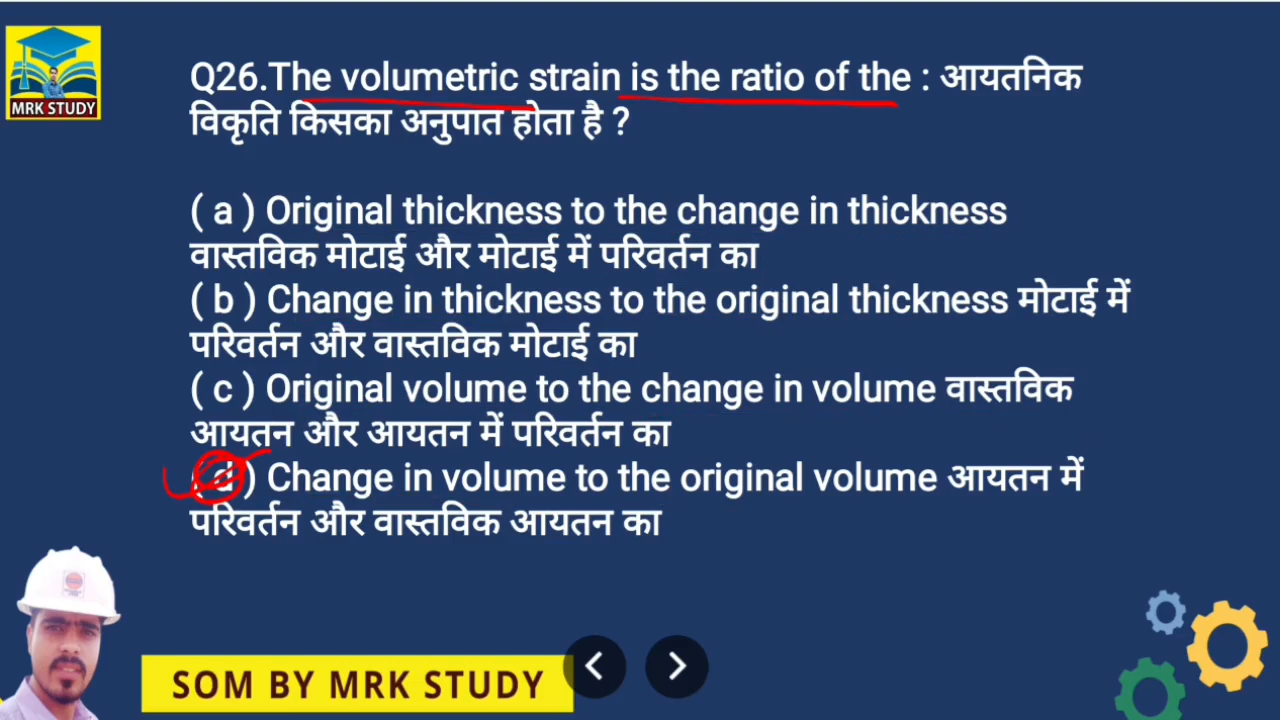 MRK STUDY
Q26.The volumetric strain is the ratio of the : आयतनिक
विकृति किसका अनुपात होता है ?
( a ) Original thickness to the change in thickness
वास्तविक मोटाई और मोटाई में परिवर्तन का
( b ) Change in thickness to the original thickness मोटाई में
परिवर्तन और वास्तविक मोटाई का
( c ) Original volume to the change in volume वास्तविक
आयतन और आयतन में परिवर्तन का
( d ) Change in volume to the original volume आयतन में
परिवर्तन और वास्तविक आयतन का
SOM BY MRK STUDY